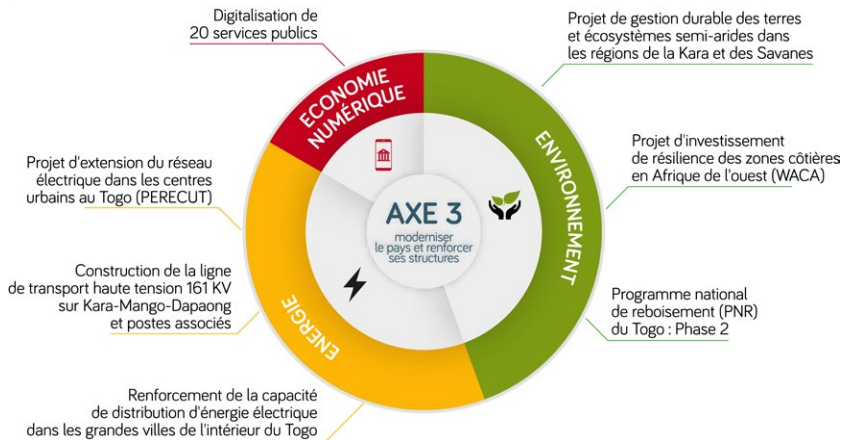 Digitalisation de
20 services publics
Projet de gestion durable des terres
et écosystèmes semi-arides dans
les régions de la Kara et des Savanes
ECONOMIE
NUMÉRIQUE
ENVIRONNEMENT
Projet d'extension du réseau
électrique dans les centres
urbains au Togo (PERECUT)
Projet d'investissement
de résilience des zones côtières
en Afrique de l'ouest (WACA)
AXE 3
moderniser
le pays et renforcer
ses structures
Construction de la ligne
de transport haute tension 161 KV
sur Kara-Mango-Dapaong
et postes associés
ENERGIE
Programme national
de reboisement (PNR)
du Togo : Phase 2
Renforcement de la capacité
de distribution d'énergie électrique
dans les grandes villes de l'intérieur du Togo